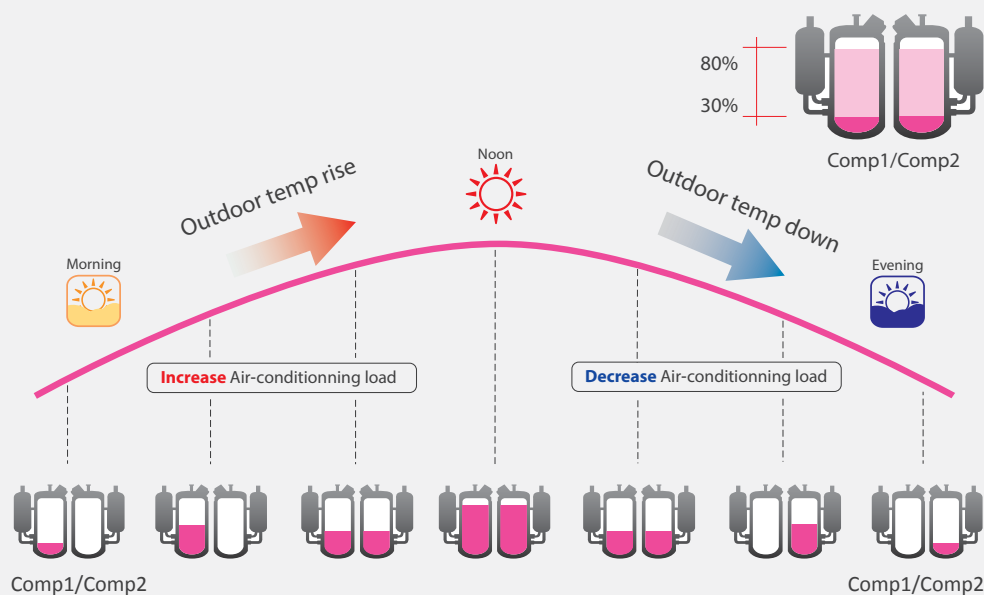 80%
30%
Comp1/Comp2
Noon
Outdoor temp rise
Outdoor temp down
Morning
Evening
Increase Air-conditionning load
Decrease Air-conditionning load
Comp1/Comp2
Comp1/Comp2